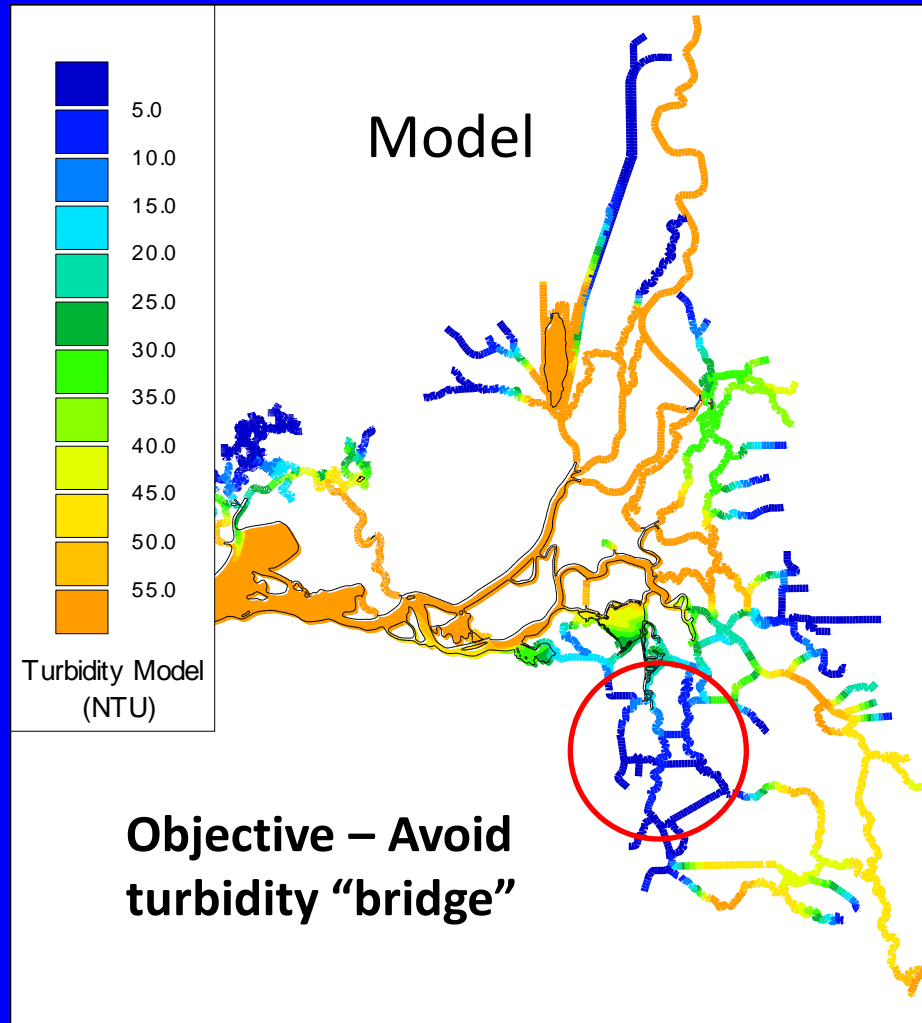 Model
5.0
10.0
15.0
20.0
25.0
30.0
35.0
40.0
45.0
50.0
55.0
Turbidity Model
(NTU)
Objective – Avoid
turbidity “bridge”